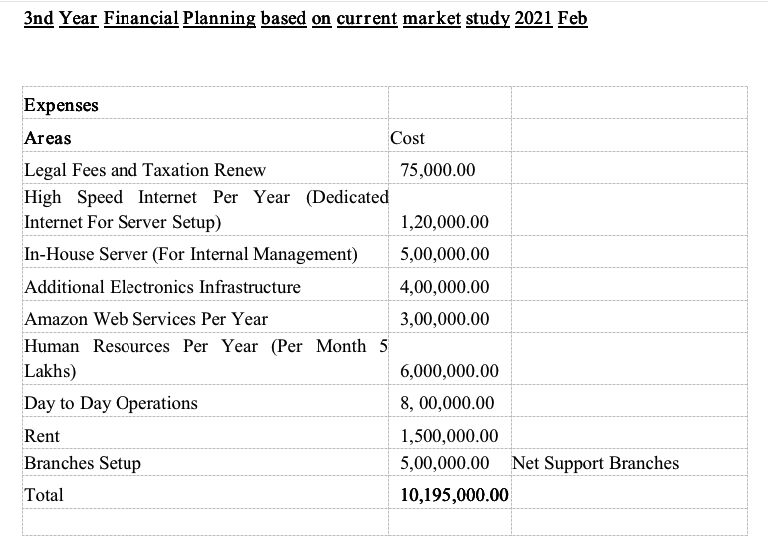 3nd Year Financial Planning based on current market study 2021 Feb
Expenses
Areas Cost
Legal Fees and Taxation Renew 75,000.00
High Speed Internet Per Year (Dedicated
Internet For Server Setup) 1,20,000.00
In-House Server (For Internal Management) 5,00,000.00
Additional Electronics Infrastructure 4,00,000.00
Amazon Web Services Per Year 3,00,000.00
Human Resources Per Year (Per Month 5
Lakhs) 6,000,000.00
Day to Day Operations 8, 00,000.00
Rent 1,500,000.00
Branches Setup 5,00,000.00 Net Support Branches
Total 10,195,000.00